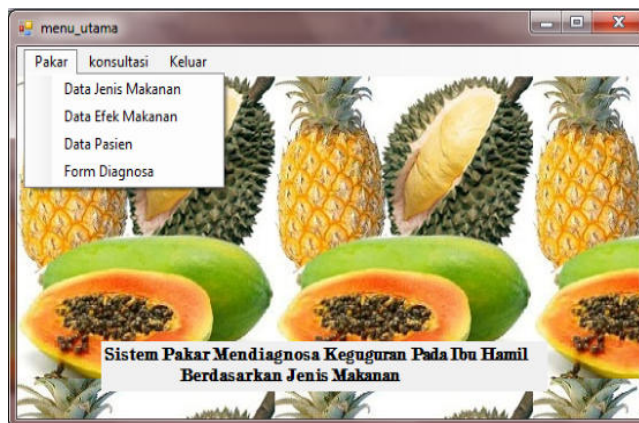 menu_utama
Pakar konsultasi Keluar
Data Jenis Makanan
Data Efek Makanan
Data Pasien
Form Diagnosa
Sistem Pakar Mendiagnosa Keguguran Pada Ibu Hamil
Berdasarkan Jenis Makanan